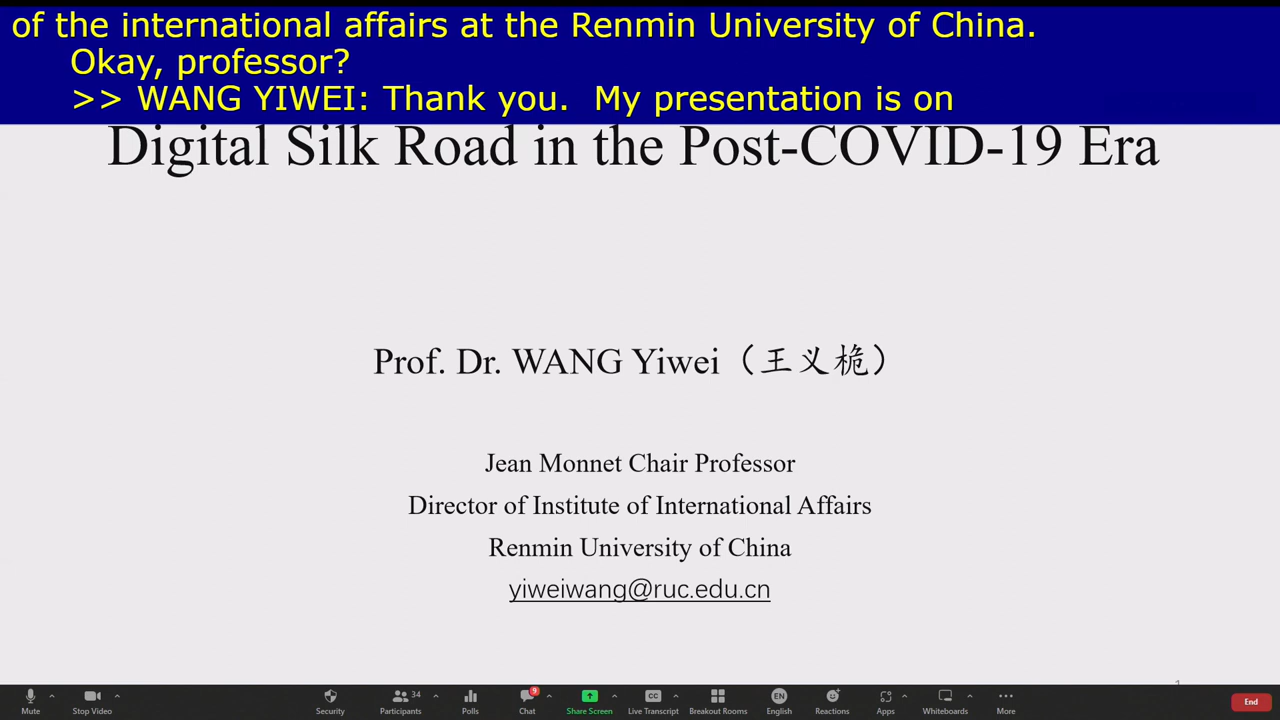 of the international affairs at the Renmin University of China.
Okay, professor?
>> WANG YIWEI: Thank you.  My presentation is on
Digital Silk Road in the Post-COVID-19 Era
Prof. Dr. WANG Yiwei（王义桅）
Jean Monnet Chair Professor
Director of Institute of International Affairs
Renmin University of China
yiweiwang@ruc.edu.cn
1
34
9
CC
EN
Mute
Stop Video
Security
Participants
Polls
Chat
Share Screen
Live Transcript
Breakout Rooms
English
Reactions
Apps
Whiteboards
More
End